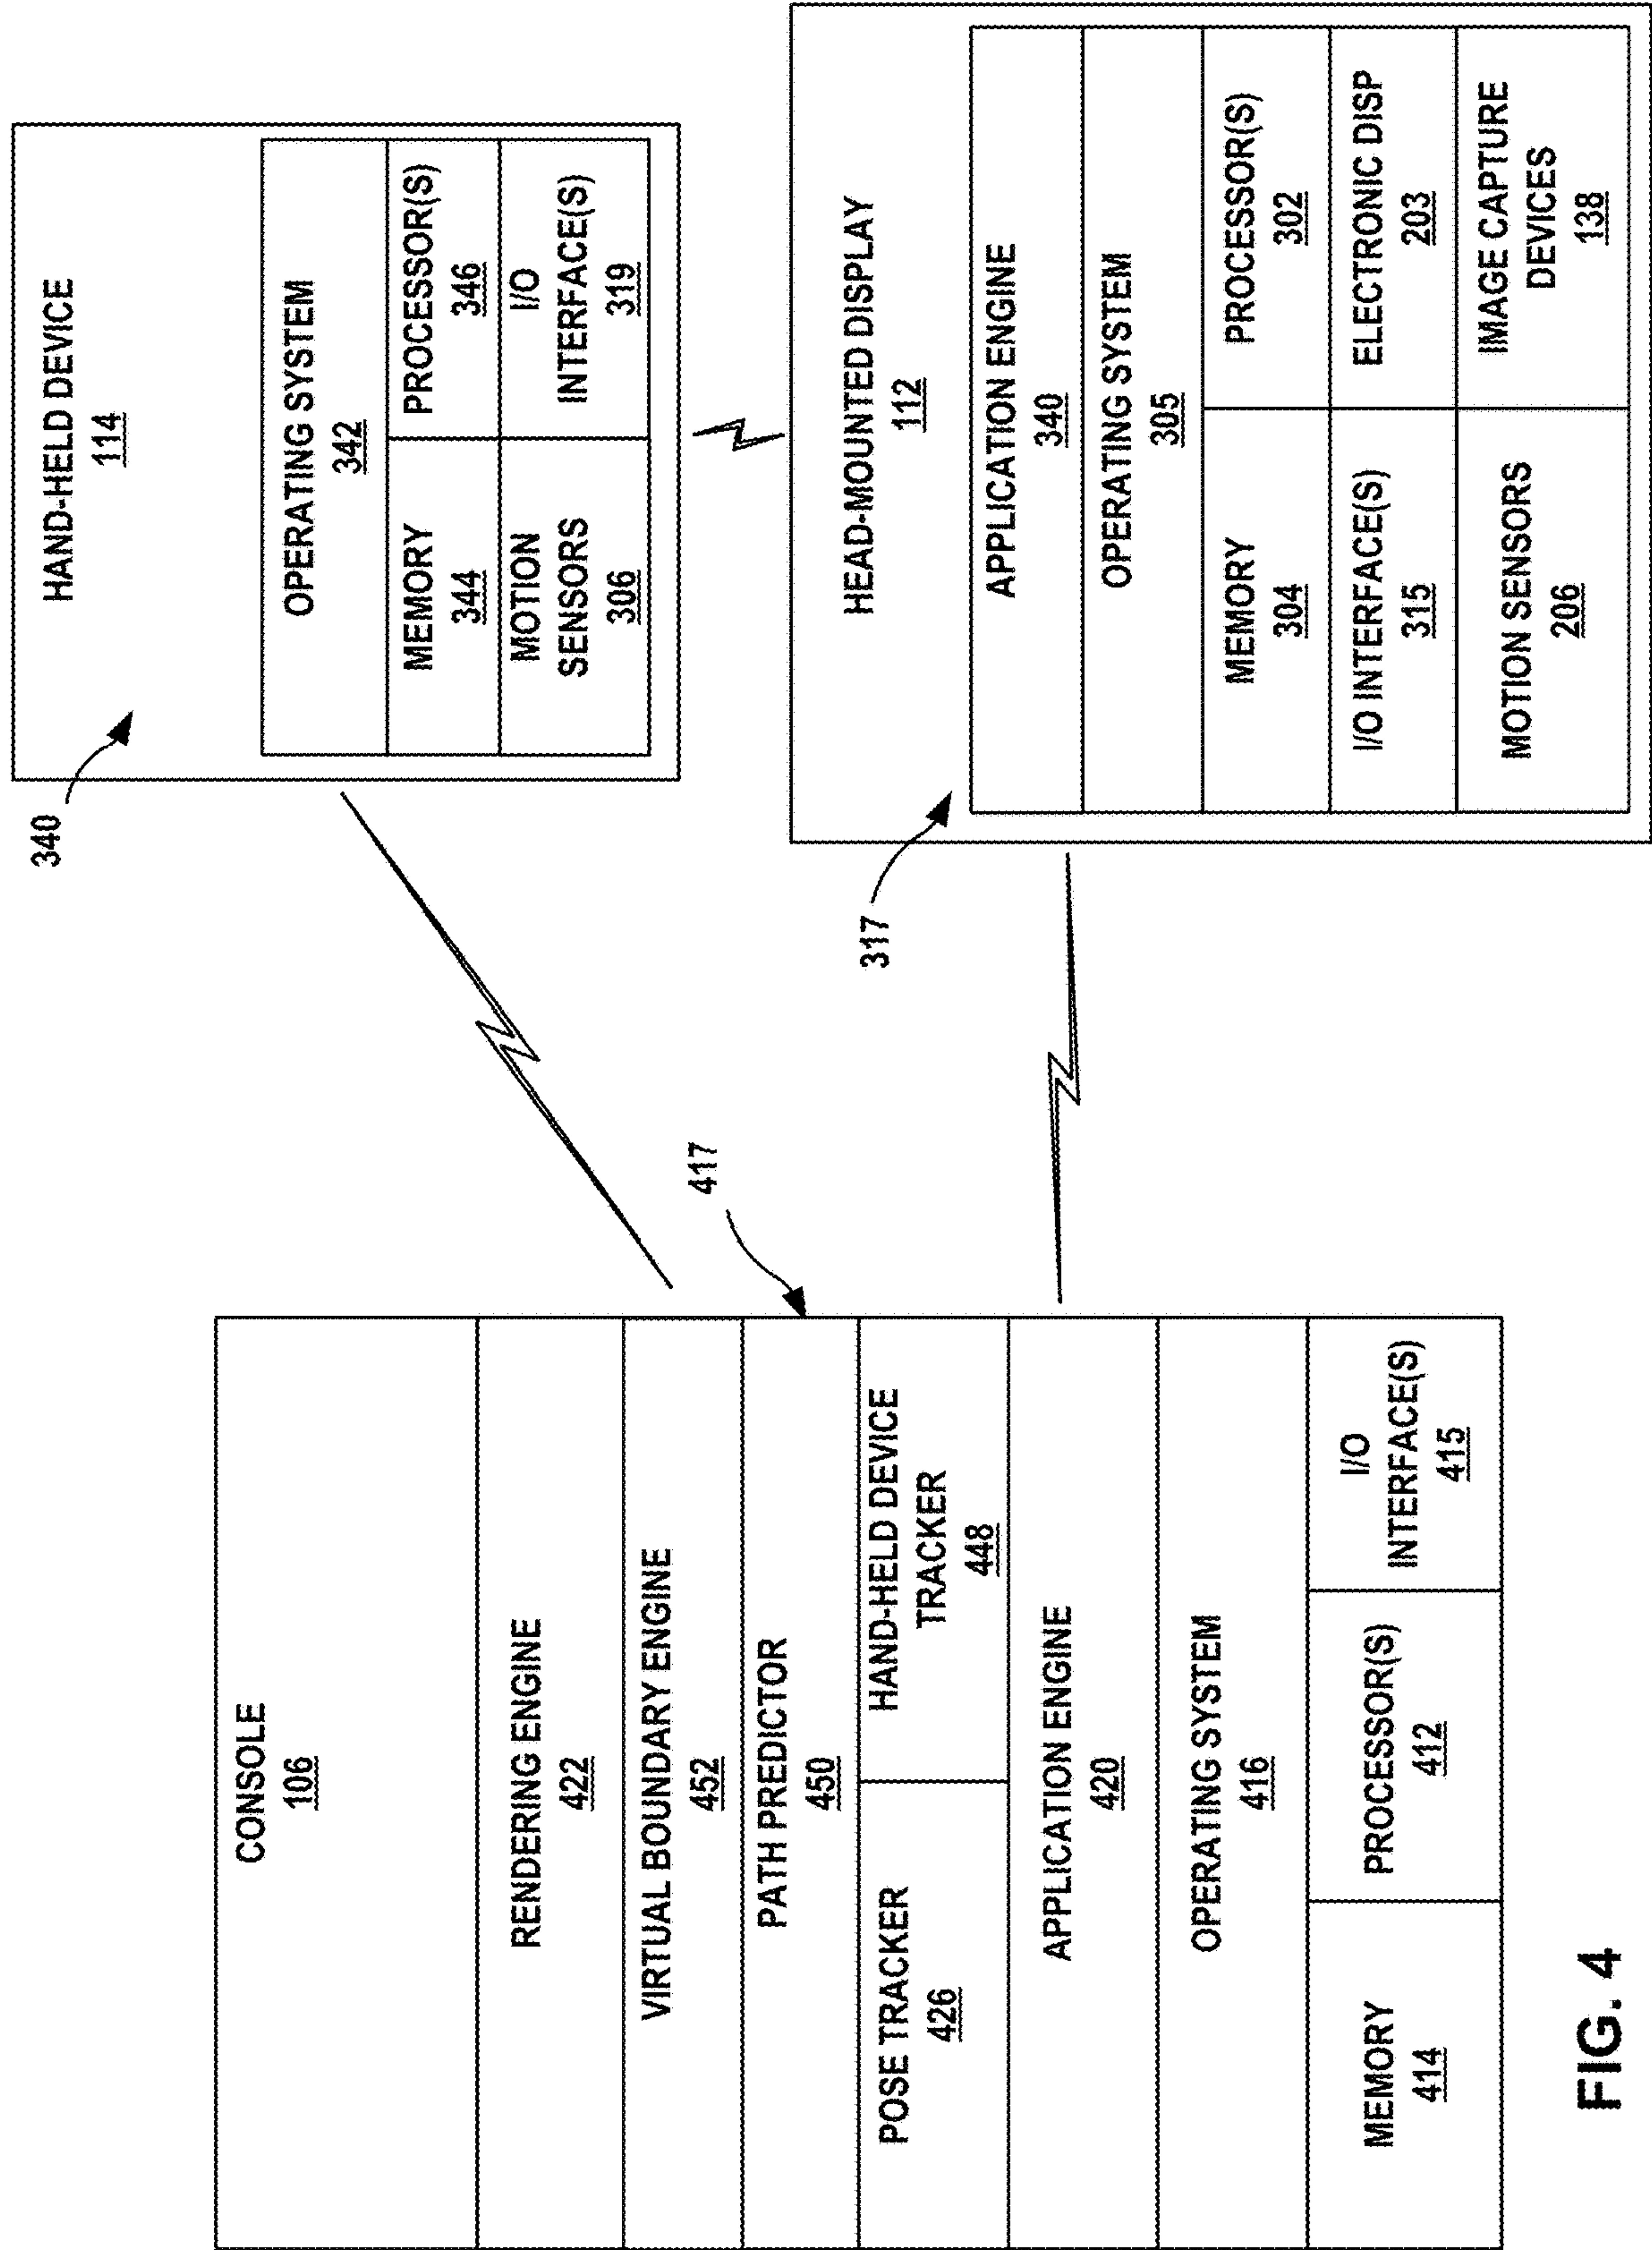 CONSOLE
106
RENDERING ENGINE
422
VIRTUAL BOUNDARY ENGINE
452
PATH PREDICTOR
450
POSE TRACKER
426
HAND-HELD DEVICE
TRACKER
448
APPLICATION ENGINE
420
OPERATING SYSTEM
416
MEMORY
414
PROCESSOR(S)
412
I/O
INTERFACE(S)
415
417
340
HAND-HELD DEVICE
114
OPERATING SYSTEM
342
MEMORY
344
PROCESSOR(S)
346
MOTION
SENSORS
306
I/O
INTERFACE(S)
319
317
HEAD-MOUNTED DISPLAY
112
APPLICATION ENGINE
340
OPERATING SYSTEM
305
MEMORY
304
PROCESSOR(S)
302
I/O INTERFACE(S)
315
ELECTRONIC DISP
203
MOTION SENSORS
206
IMAGE CAPTURE
DEVICES
138
FIG. 4